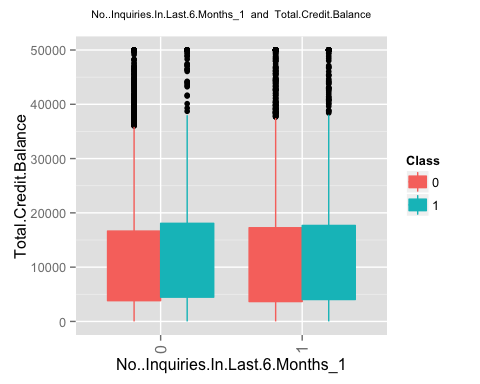 No..Inquiries.In.Last.6.Months_1 and Total.Credit.Balance
Total.Credit.Balance
50000
40000
30000
20000
10000
0
0
1
No..Inquiries.In.Last.6.Months_1
Class
0
1